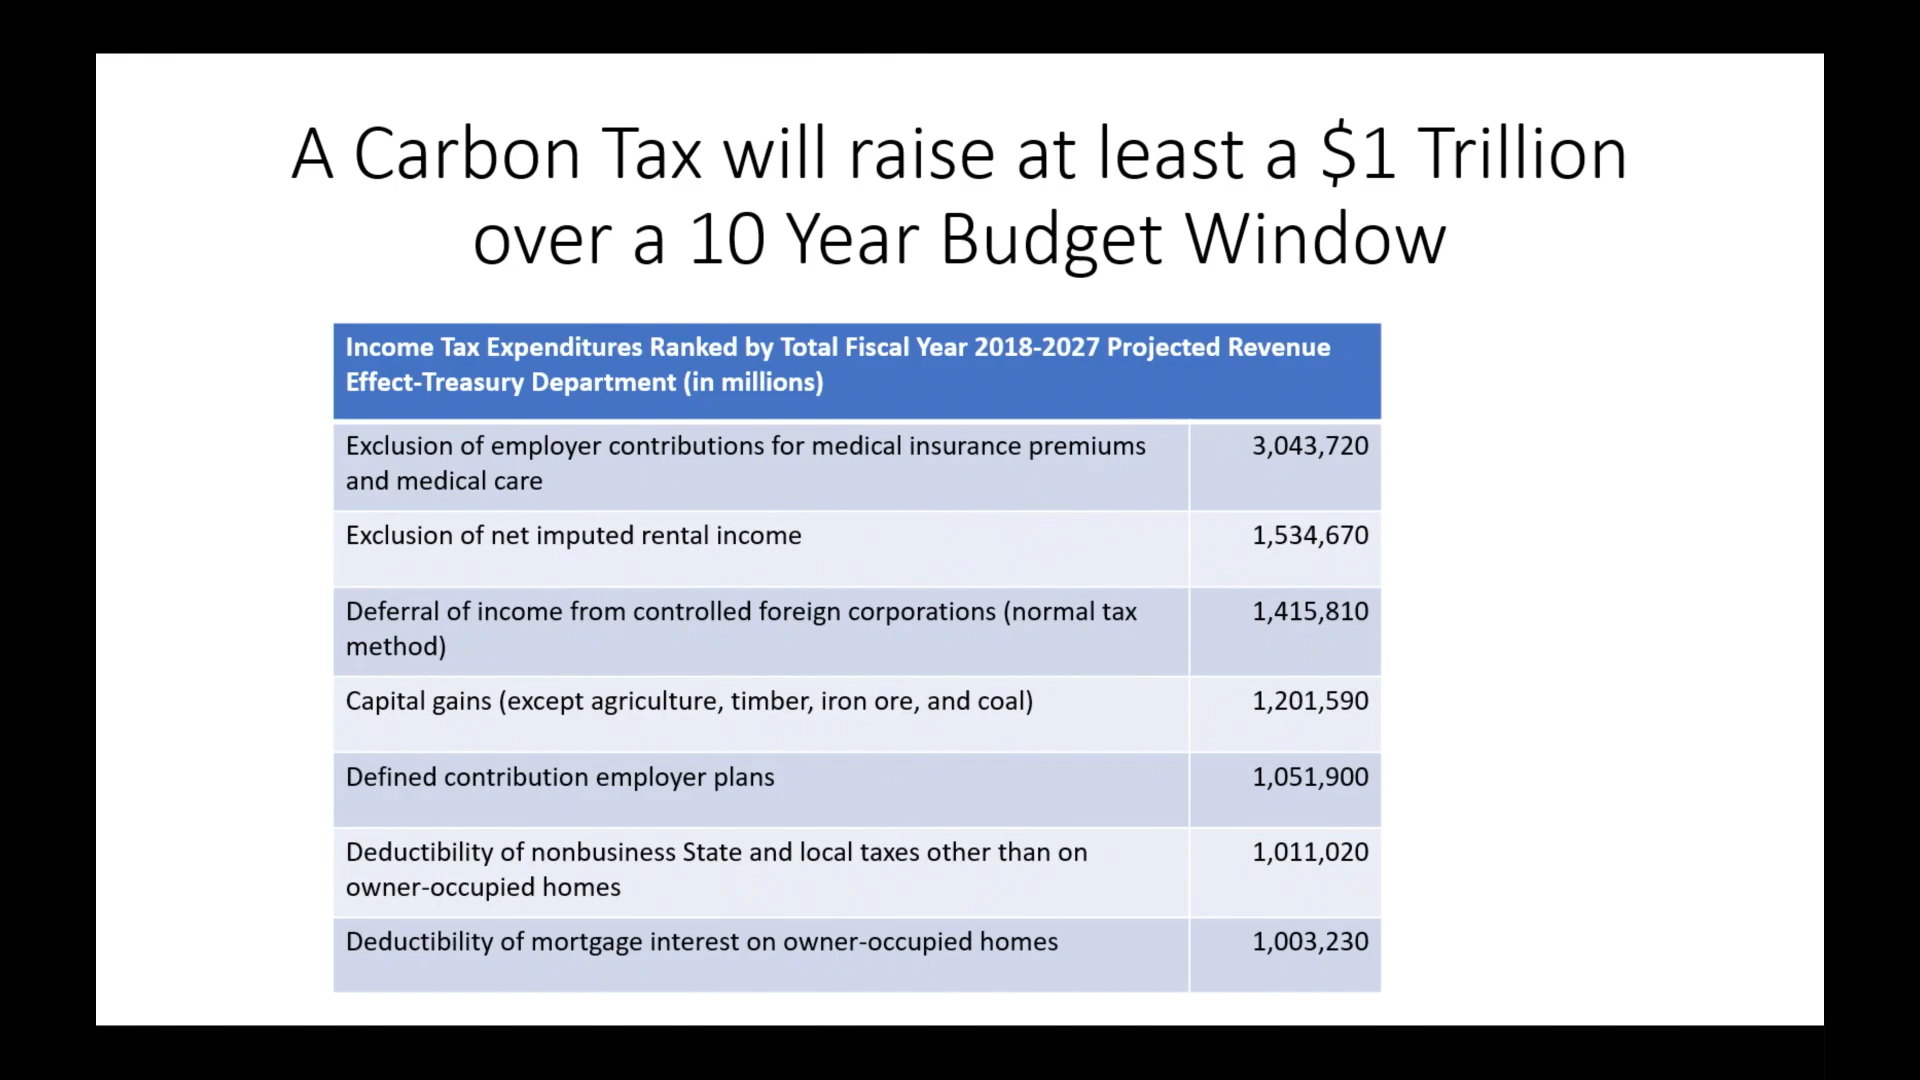 A Carbon Tax will raise at least a $1 Trillion
over a 10 Year Budget Window
Income Tax Expenditures Ranked by Total Fiscal Year 2018-2027 Projected Revenue
Effect-Treasury Department (in millions)
Exclusion of employer contributions for medical insurance premiums
and medical care
3,043,720
Exclusion of net imputed rental income
1,534,670
Deferral of income from controlled foreign corporations (normal tax
method)
1,415,810
Capital gains (except agriculture, timber, iron ore, and coal)
1,201,590
Defined contribution employer plans
1,051,900
Deductibility of nonbusiness State and local taxes other than on
owner-occupied homes
1,011,020
Deductibility of mortgage interest on owner-occupied homes
1,003,230